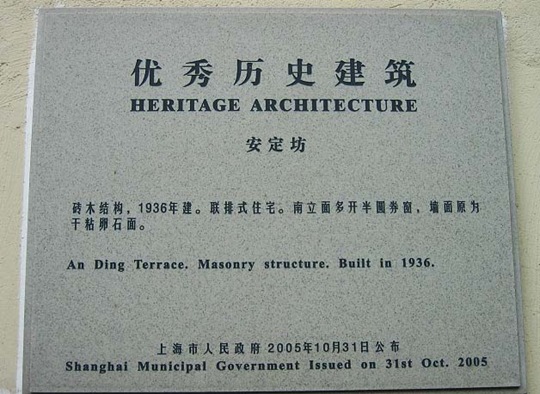 优秀历史建筑
HERITAGE ARCHITECTURE
安定坊
砖木结构，1936年建。联排式住宅。南立面多开半圆券窗，墙面原为
干粘卵石面。
An Ding Terrace. Masonry structure. Built in 1936.
上海市人民政府 2005年10月31日公布
Shanghai Municipal Government Issued on 31st Oct. 2005